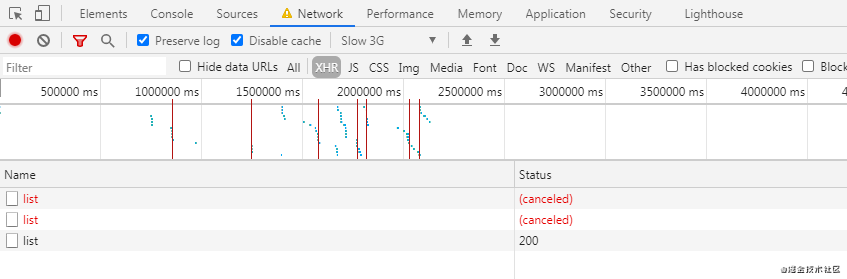 Elements Console Sources Network Performance Memory Application Security Lighthouse
Preserve log Disable cache Slow 3G
Filter Hide data URLs All XHR JS CSS Img Media Font Doc WS Manifest Other Has blocked cookies Block
500000 ms 1000000 ms 1500000 ms 2000000 ms 2500000 ms 3000000 ms 3500000 ms 4000000 ms 4
Name Status
list (canceled)
list (canceled)
list 200
@掘金技术社区